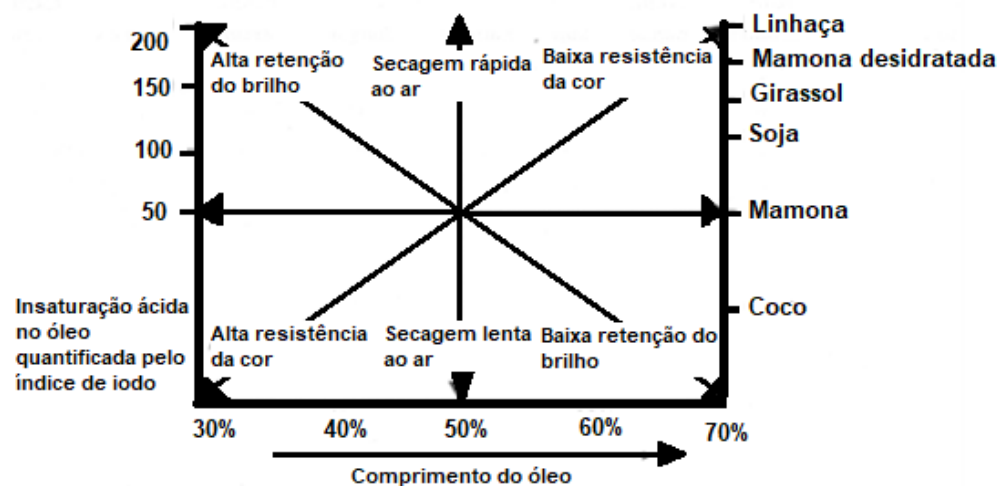 200
150
100
50
Alta retenção
do brilho
Secagem rápida
ao ar
Baixa resistência
da cor
Linhaça
Mamona desidratada
Girassol
Soja
Mamona
Coco
Insaturação ácida
no óleo
quantificada pelo
índice de iodo
Alta resistência
da cor
Secagem lenta
ao ar
Baixa retenção do
brilho
30%
40%
50%
60%
70%
Comprimento do óleo